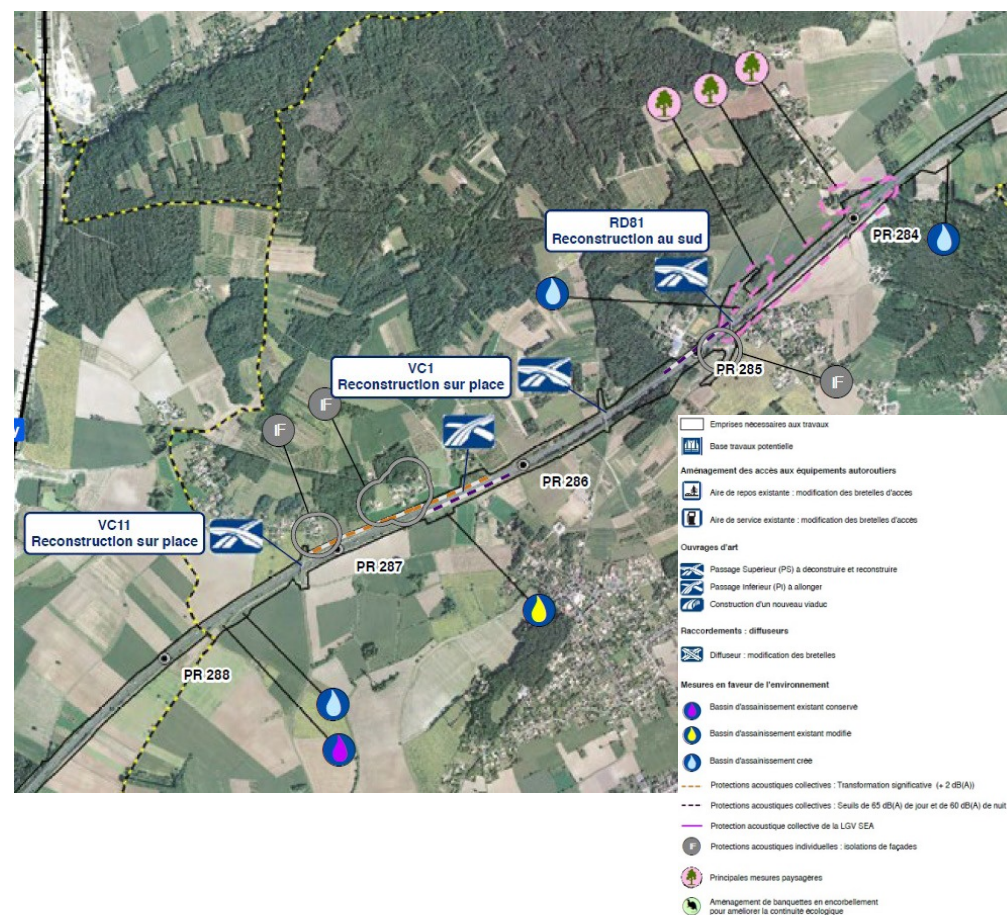 RD81
Reconstruction au sud
PR 284
VC1
Reconstruction sur place
PR 285
IF
IF
IF
PR 286
VC11
Reconstruction sur place
PR 287
PR 288
y
Emprises nécessaires aux travaux
Base travaux potentielle
Aménagement des accès aux équipements autoroutiers
Aire de repos existante : modification des bretelles d'accès
Aire de service existante : modification des bretelles d'accès
Ouvrages d'art
Passage Supérieur (PS) à déconstruire et reconstruire
Passage Inférieur (PI) à allonger
Construction d'un nouveau viaduc
Raccordements : diffuseurs
Diffuseur : modification des bretelles
Mesures en faveur de l'environnement
Bassin d'assainissement existant conservé
Bassin d'assainissement existant modifié
Bassin d'assainissement créé
Protections acoustiques collectives : Transformation significative (+ 2 dB(A))
Protections acoustiques collectives : Seuils de 65 dB(A) de jour et de 60 dB(A) de nuit
Protection acoustique collective de la LGV SEA
IF
Protections acoustiques individuelles : isolations de façades
Principales mesures paysagères
Aménagement de banquettes en encorbellement
pour améliorer la continuité écologique